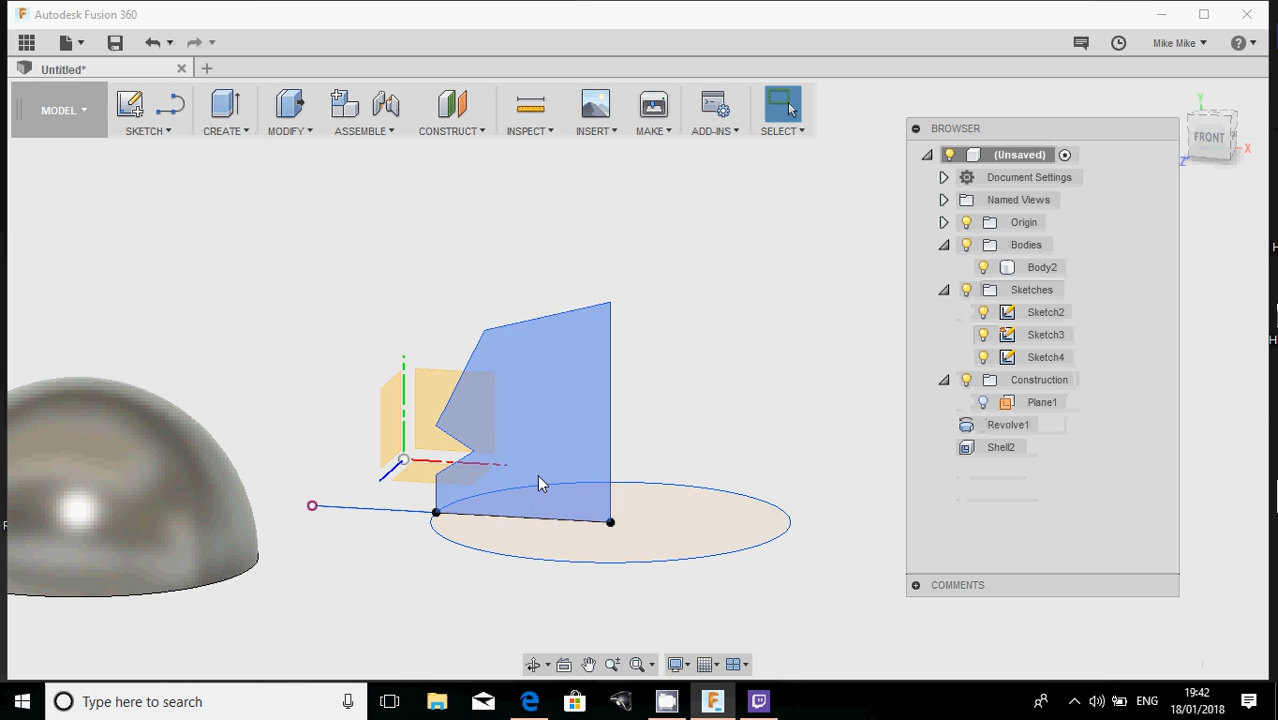 Autodesk Fusion 360
Mike Mike
Untitled*
MODEL
SKETCH
CREATE
MODIFY
ASSEMBLE
CONSTRUCT
INSPECT
INSERT
MAKE
ADD-INS
SELECT
Y
FRONT
X
Z
BROWSER
(Unsaved)
Document Settings
Named Views
Origin
Bodies
Body2
Sketches
Sketch2
Sketch3
Sketch4
Construction
Plane1
Revolve1
Shell2
COMMENTS
Type here to search
ENG
19:42
18/01/2018